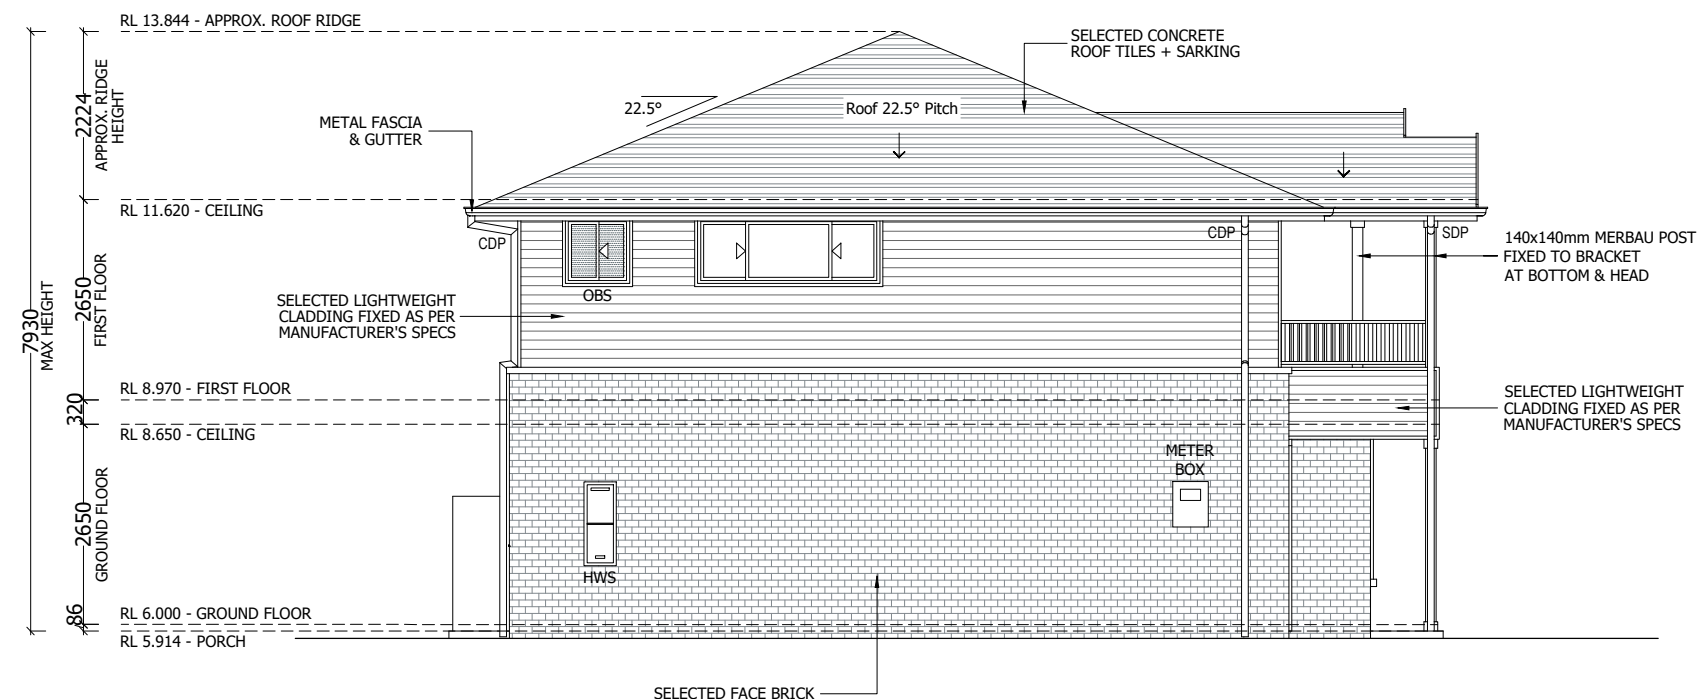 RL 13.844 - APPROX. ROOF RIDGE
SELECTED CONCRETE
ROOF TILES + SARKING
22.5°
Roof 22.5° Pitch
METAL FASCIA
& GUTTER
2224
APPROX. RIDGE
HEIGHT
RL 11.620 - CEILING
CDP
CDP
SDP
140x140mm MERBAU POST
FIXED TO BRACKET
AT BOTTOM & HEAD
OBS
SELECTED LIGHTWEIGHT
CLADDING FIXED AS PER
MANUFACTURER'S SPECS
2650
FIRST FLOOR
7930
MAX HEIGHT
RL 8.970 - FIRST FLOOR
320
RL 8.650 - CEILING
SELECTED LIGHTWEIGHT
CLADDING FIXED AS PER
MANUFACTURER'S SPECS
METER
BOX
2650
GROUND FLOOR
HWS
RL 6.000 - GROUND FLOOR
86
RL 5.914 - PORCH
SELECTED FACE BRICK